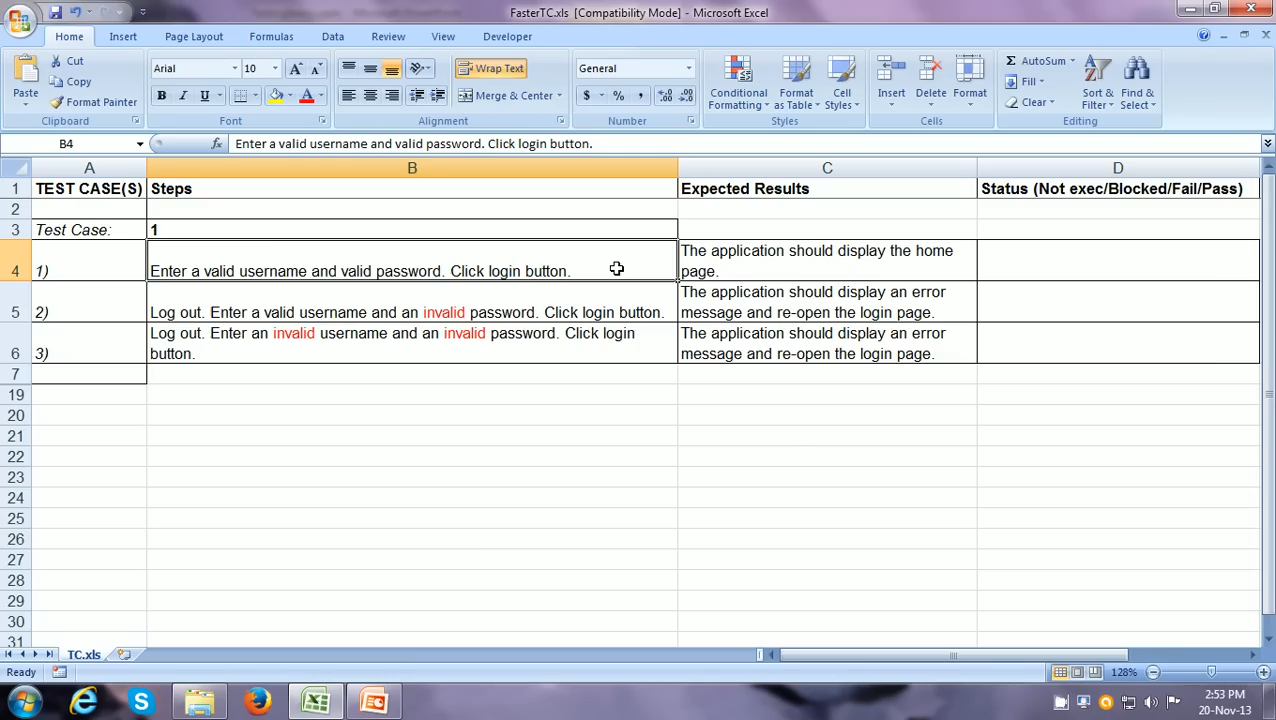 FasterTC.xls [Compatibility Mode] - Microsoft Excel
Home Insert Page Layout Formulas Data Review View Developer
Paste
Cut
Copy
Format Painter
Clipboard
Arial 10
B I U
A
Font
Wrap Text
Merge & Center
Alignment
General
$ % ,
Number
Conditional Formatting
Format as Table
Cell Styles
Styles
Insert Delete Format
Cells
AutoSum
Fill
Clear
Sort & Filter
Find & Select
Editing
B4 fx Enter a valid username and valid password. Click login button.
A B C D
1 TEST CASE(S) Steps Expected Results Status (Not exec/Blocked/Fail/Pass)
2
3 Test Case: 1
4 1) Enter a valid username and valid password. Click login button. The application should display the home
page.
5 2) Log out. Enter a valid username and an invalid password. Click login button. The application should display an error
message and re-open the login page.
6 3) Log out. Enter an invalid username and an invalid password. Click login
button. The application should display an error
message and re-open the login page.
7
19
20
21
22
23
24
25
26
27
28
29
30
31
TC.xls
Ready 128%
2:53 PM
20-Nov-13